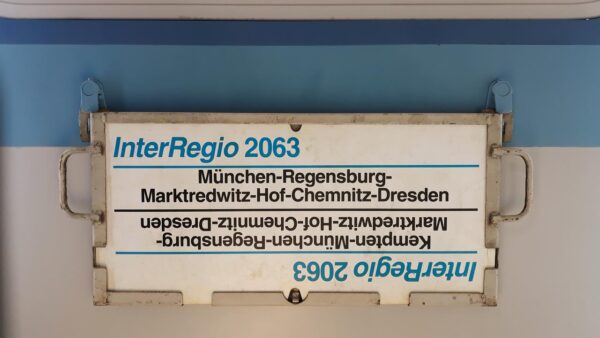 InterRegio 2063
München-Regensburg-
Marktredwitz-Hof-Chemnitz-Dresden
Kempten-München-Regensburg-
Marktredwitz-Hof-Chemnitz-Dresden
InterRegio 2063